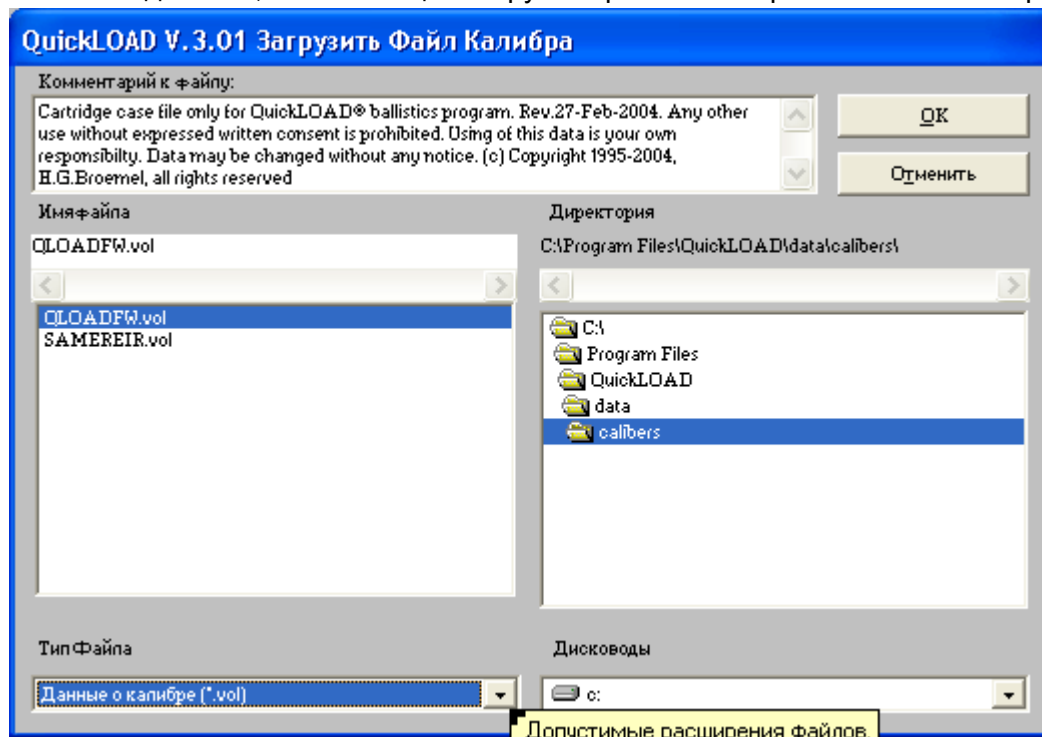 QuickLOAD V.3.01 Загрузить Файл Калибра
Комментарий к файлу:
Cartridge case file only for QuickLOAD® ballistics program. Rev.27-Feb-2004. Any other
use without expressed written consent is prohibited. Using of this data is your own
responsibilty. Data may be changed without any notice. (c) Copyright 1995-2004,
H.G.Broemel, all rights reserved
OK
Отменить
Имя файла
Директория
QLOADFW.vol
C:\Program Files\QuickLOAD\data\calibers\
QLOADFW.vol
SAMEREIR.vol
C:\
Program Files
QuickLOAD
data
calibers
Тип Файла
Дисководы
Данные о калибре (*.vol)
c:
Допустимые расширения файлов.